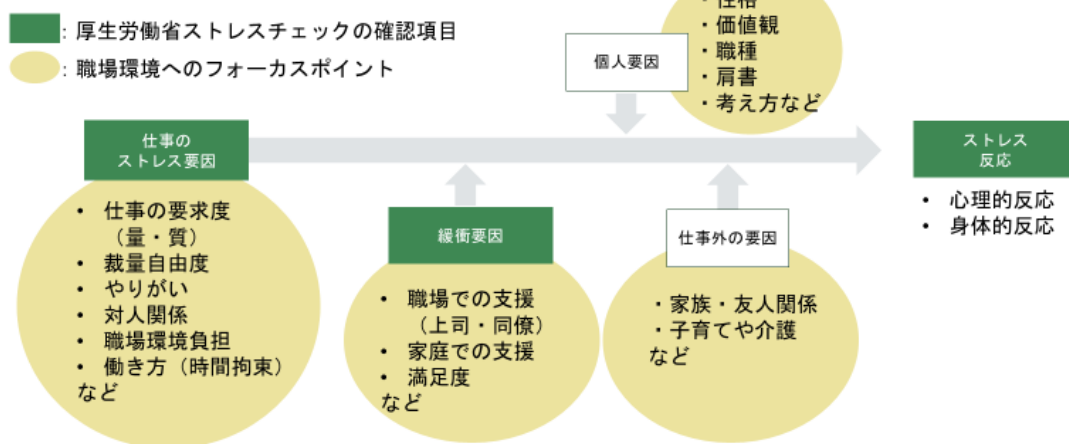 : 厚生労働省ストレスチェックの確認項目
: 職場環境へのフォーカスポイント
個人要因
・性格
・価値観
・職種
・肩書
・考え方など
仕事の
ストレス要因
ストレス
反応
• 心理的反応
• 身体的反応
• 仕事の要求度
（量・質）
• 裁量自由度
• やりがい
• 対人関係
• 職場環境負担
• 働き方（時間拘束）
など
緩衝要因
• 職場での支援
（上司・同僚）
• 家庭での支援
• 満足度
など
仕事外の要因
・家族・友人関係
・子育てや介護
など